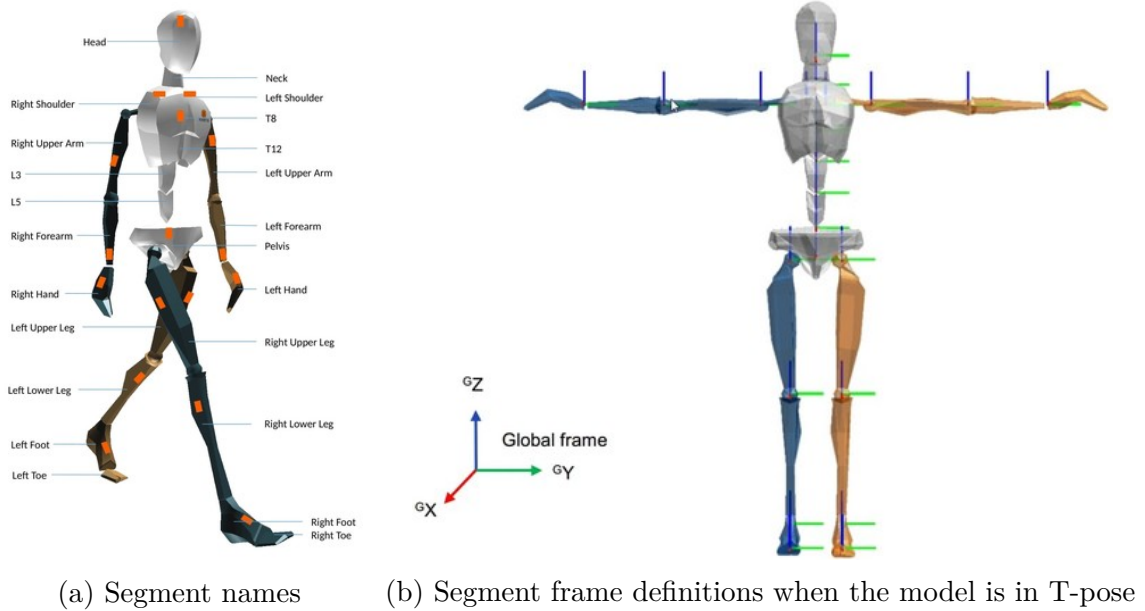 Head
Neck
Right Shoulder
Left Shoulder
T8
Right Upper Arm
T12
L3
Left Upper Arm
L5
Right Forearm
Left Forearm
Pelvis
Right Hand
Left Hand
Left Upper Leg
Right Upper Leg
Left Lower Leg
Right Lower Leg
Left Foot
Left Toe
Right Foot
Right Toe
GZ
Global frame
GY
GX
(a) Segment names
(b) Segment frame definitions when the model is in T-pose